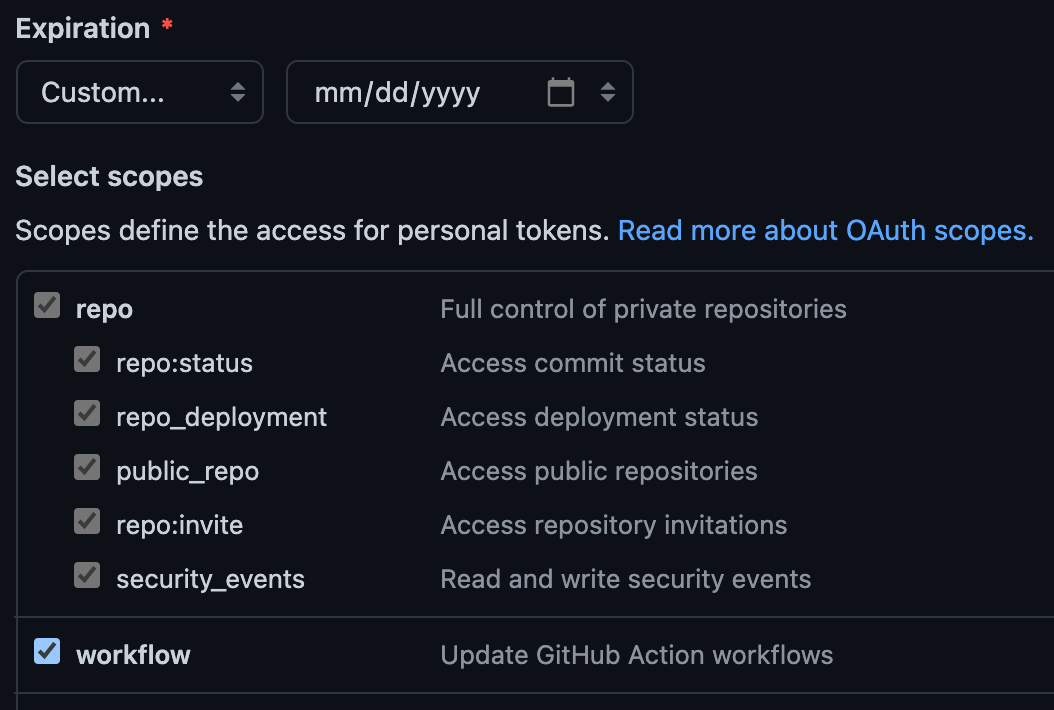 Expiration *
Custom... mm/dd/yyyy
Select scopes
Scopes define the access for personal tokens. Read more about OAuth scopes.
repo Full control of private repositories
repo:status Access commit status
repo_deployment Access deployment status
public_repo Access public repositories
repo:invite Access repository invitations
security_events Read and write security events
workflow Update GitHub Action workflows